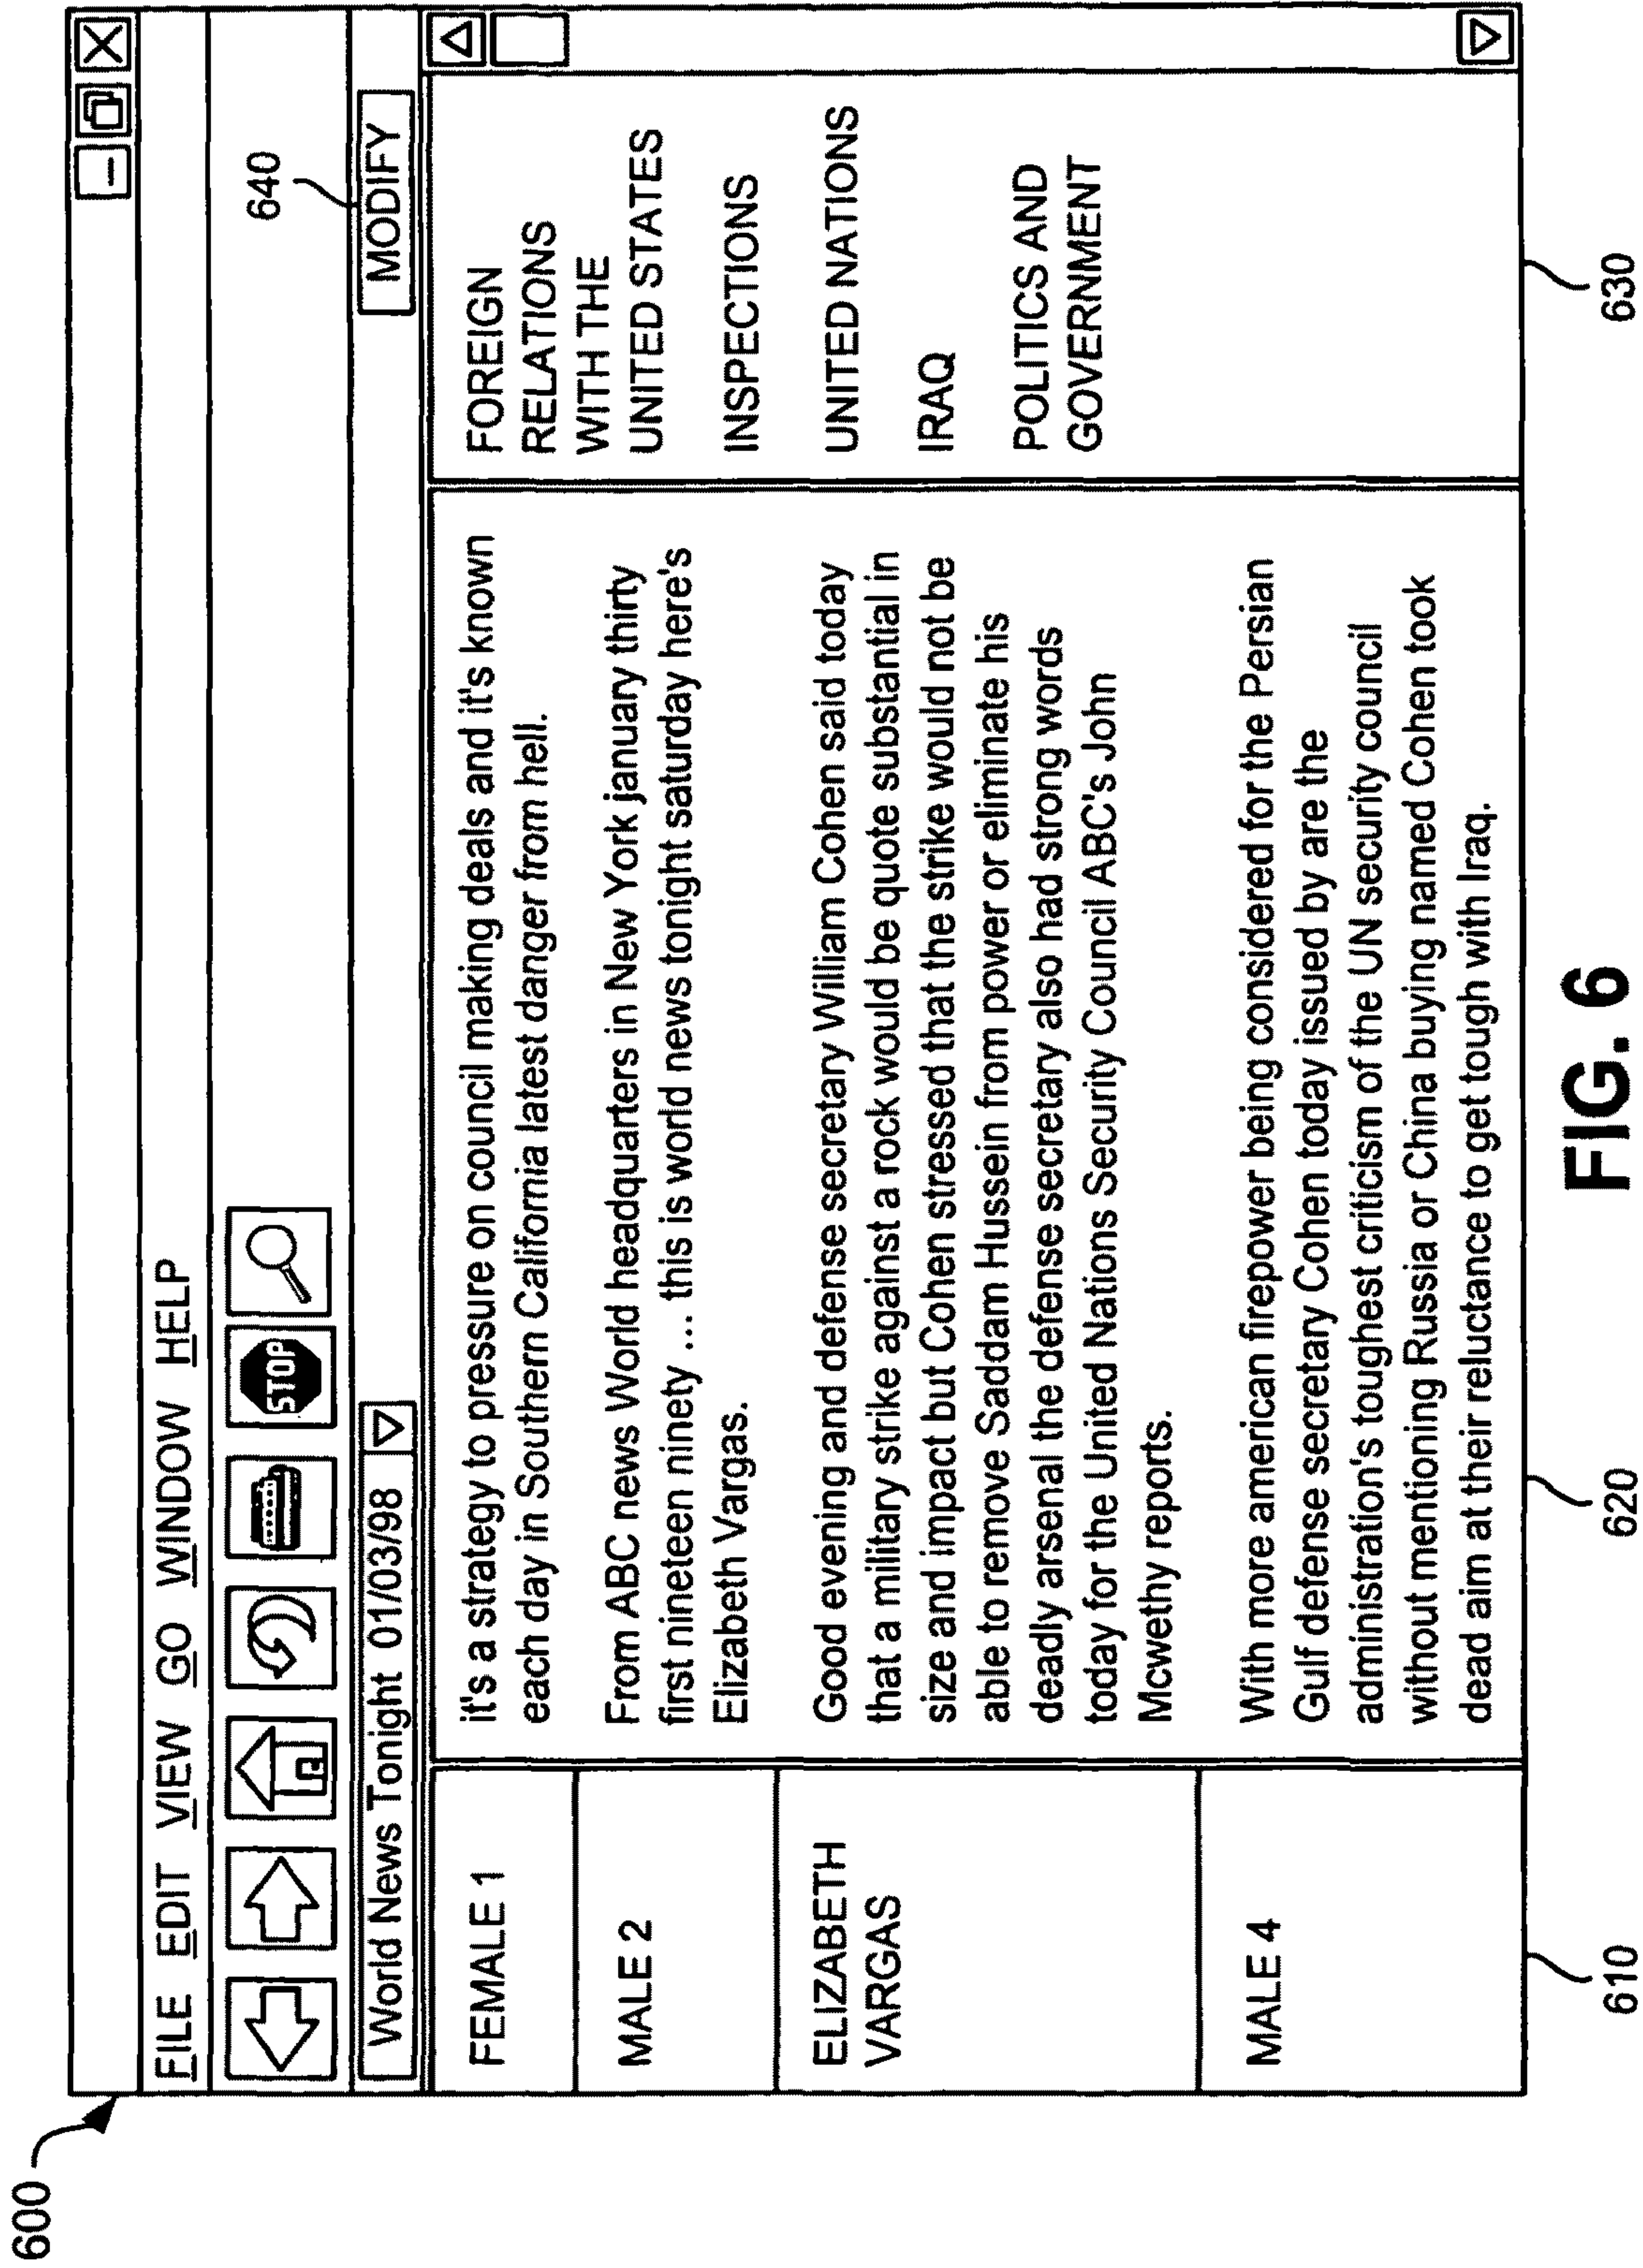 600
FILE EDIT VIEW GO WINDOW HELP
STOP
640
World News Tonight 01/03/98
MODIFY
FEMALE 1
it's a strategy to pressure on council making deals and it's known
each day in Southern California latest danger from hell.
MALE 2
From ABC news World headquarters in New York january thirty
first nineteen ninety ... this is world news tonight saturday here's
Elizabeth Vargas.
ELIZABETH
VARGAS
Good evening and defense secretary William Cohen said today
that a military strike against a rock would be quote substantial in
size and impact but Cohen stressed that the strike would not be
able to remove Saddam Hussein from power or eliminate his
deadly arsenal the defense secretary also had strong words
today for the United Nations Security Council ABC's John
Mcwethy reports.
MALE 4
With more american firepower being considered for the Persian
Gulf defense secretary Cohen today issued by are the
administration's toughest criticism of the UN security council
without mentioning Russia or China buying named Cohen took
dead aim at their reluctance to get tough with Iraq.
FOREIGN
RELATIONS
WITH THE
UNITED STATES
INSPECTIONS
UNITED NATIONS
IRAQ
POLITICS AND
GOVERNMENT
610
620
630
FIG. 6